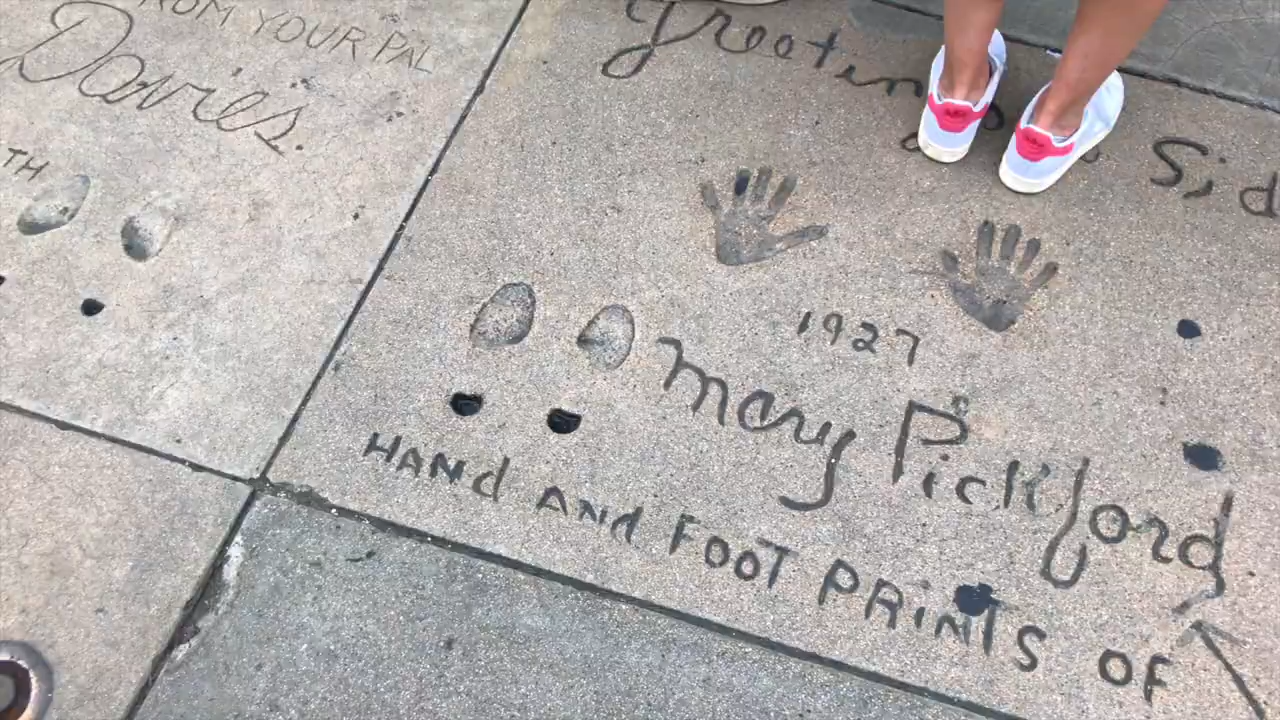 FROM YOUR PAL
Davies.
TH
Greetings
Sid
1927
Mary Pickford
HAND AND FOOT PRINTS OF